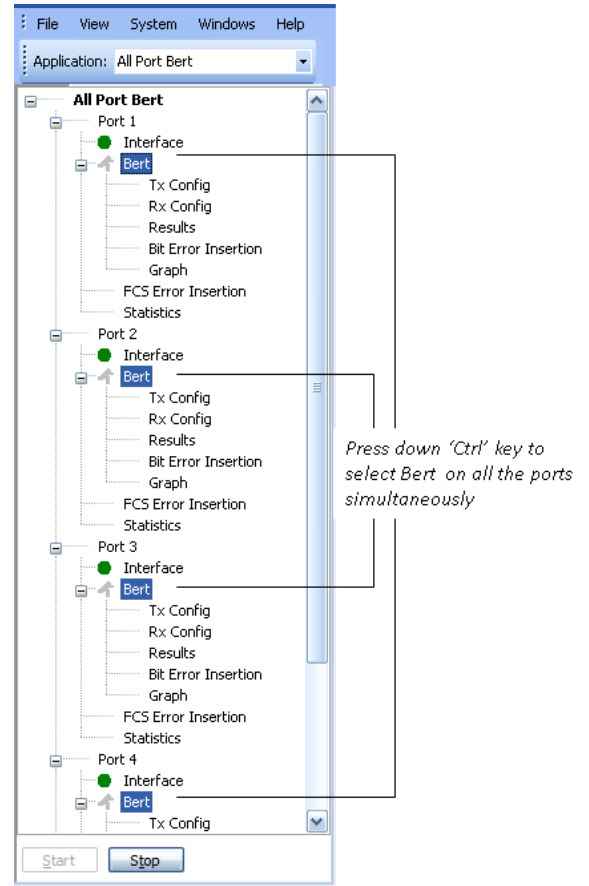 File View System Windows Help
Application: All Port Bert
All Port Bert
Port 1
Interface
Bert
Tx Config
Rx Config
Results
Bit Error Insertion
Graph
FCS Error Insertion
Statistics
Port 2
Interface
Bert
Tx Config
Rx Config
Results
Bit Error Insertion
Graph
FCS Error Insertion
Statistics
Port 3
Interface
Bert
Tx Config
Rx Config
Results
Bit Error Insertion
Graph
FCS Error Insertion
Statistics
Port 4
Interface
Bert
Tx Config
Start Stop
Press down ‘Ctrl’ key to
select Bert on all the ports
simultaneously